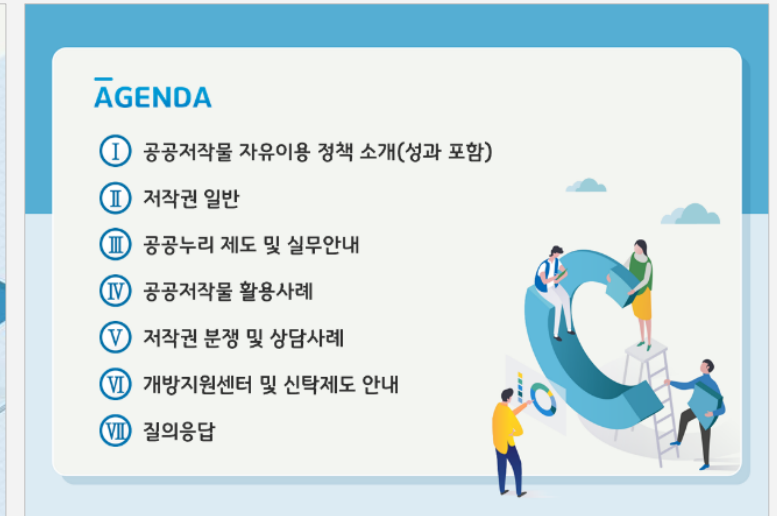 AGENDA
Ⅰ 공공저작물 자유이용 정책 소개(성과 포함)
Ⅱ 저작권 일반
Ⅲ 공공누리 제도 및 실무안내
Ⅳ 공공저작물 활용사례
Ⅴ 저작권 분쟁 및 상담사례
Ⅵ 개방지원센터 및 신탁제도 안내
Ⅶ 질의응답